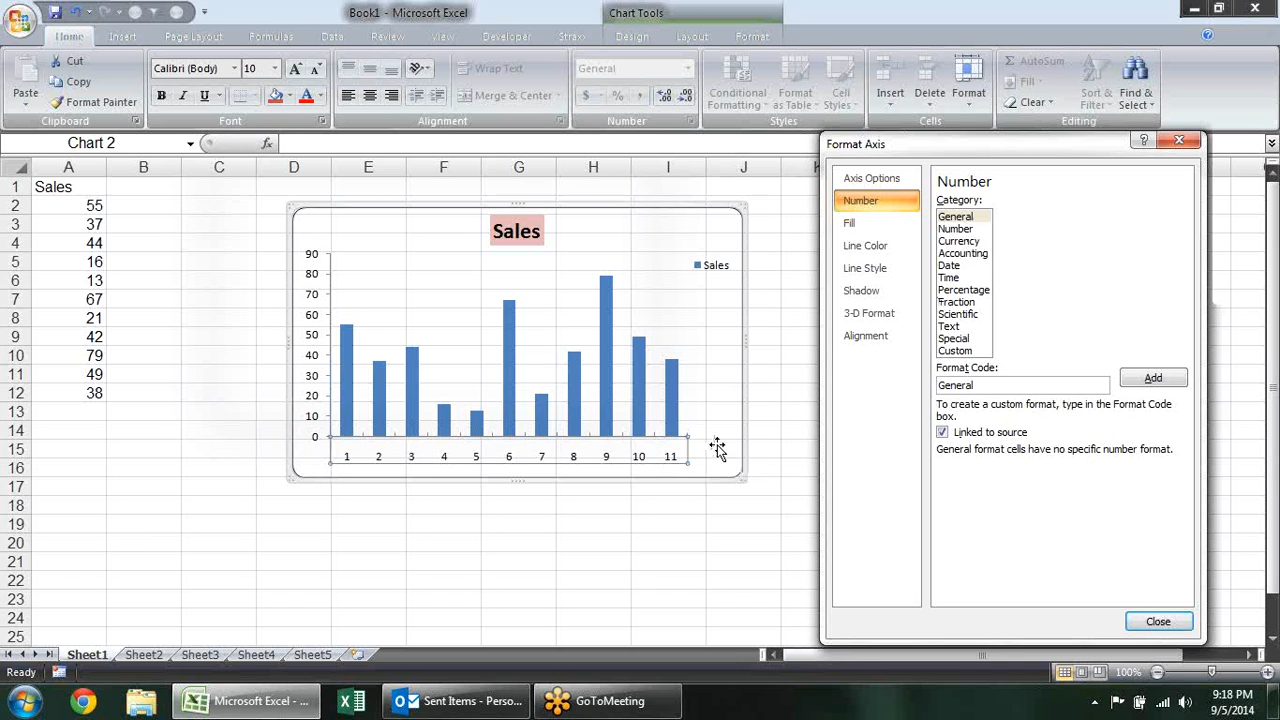 Book1 - Microsoft Excel
Chart Tools
Home Insert Page Layout Formulas Data Review View Developer Design Layout Format
Cut
Copy
Format Painter
Paste
Clipboard
Calibri (Body) 10
B I U A
Font
Wrap Text
Merge & Center
Alignment
General
$ % ,
Number
Conditional Formatting
Format as Table
Cell Styles
Styles
Insert Delete Format
Cells
AutoSum
Fill
Clear
Sort & Filter
Find & Select
Editing
Chart 2
fx
A B C D E F G H I J
1 Sales
2 55
3 37
4 44
5 16
6 13
7 67
8 21
9 42
10 79
11 49
12 38
13
14
15
16
17
18
19
20
21
22
23
24
25
Sales
Sales
90
80
70
60
50
40
30
20
10
0
1 2 3 4 5 6 7 8 9 10 11
Format Axis
Axis Options
Number
Fill
Line Color
Line Style
Shadow
3-D Format
Alignment
Number
Category:
General
Number
Currency
Accounting
Date
Time
Percentage
Fraction
Scientific
Text
Special
Custom
Format Code:
General
Add
To create a custom format, type in the Format Code
box.
Linked to source
General format cells have no specific number format.
Close
Sheet1 Sheet2 Sheet3 Sheet4 Sheet5
Ready
100%
Microsoft Excel - ...
Sent Items - Perso...
GoToMeeting
9:18 PM
9/5/2014